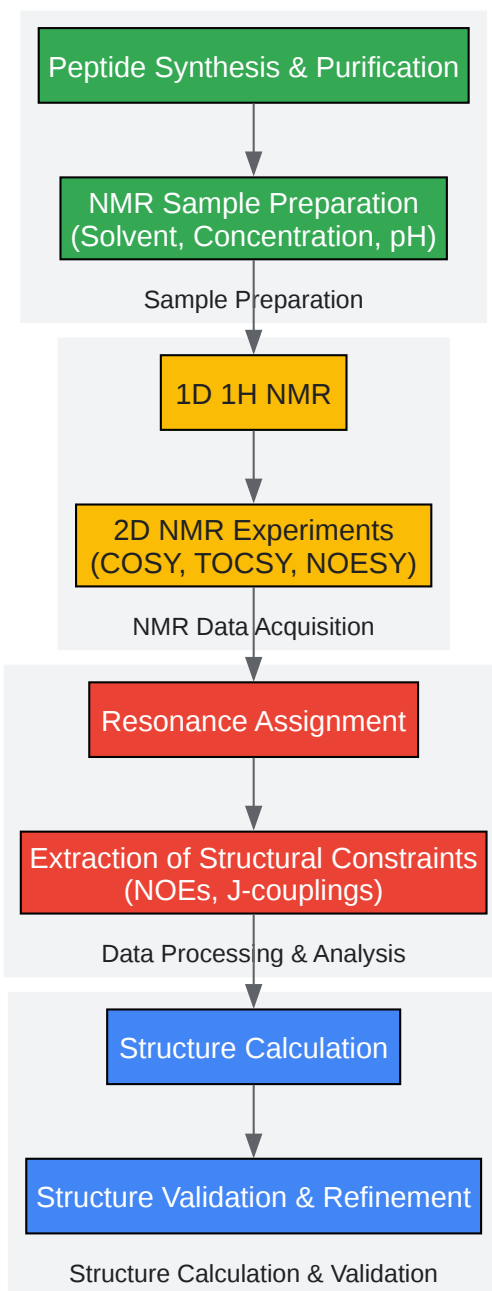 Peptide Synthesis & Purification
NMR Sample Preparation
(Solvent, Concentration, pH)
Sample Preparation
1D 1H NMR
2D NMR Experiments
(COSY, TOCSY, NOESY)
NMR Data Acquisition
Resonance Assignment
Extraction of Structural Constraints
(NOEs, J-couplings)
Data Processing & Analysis
Structure Calculation
Structure Validation & Refinement
Structure Calculation & Validation